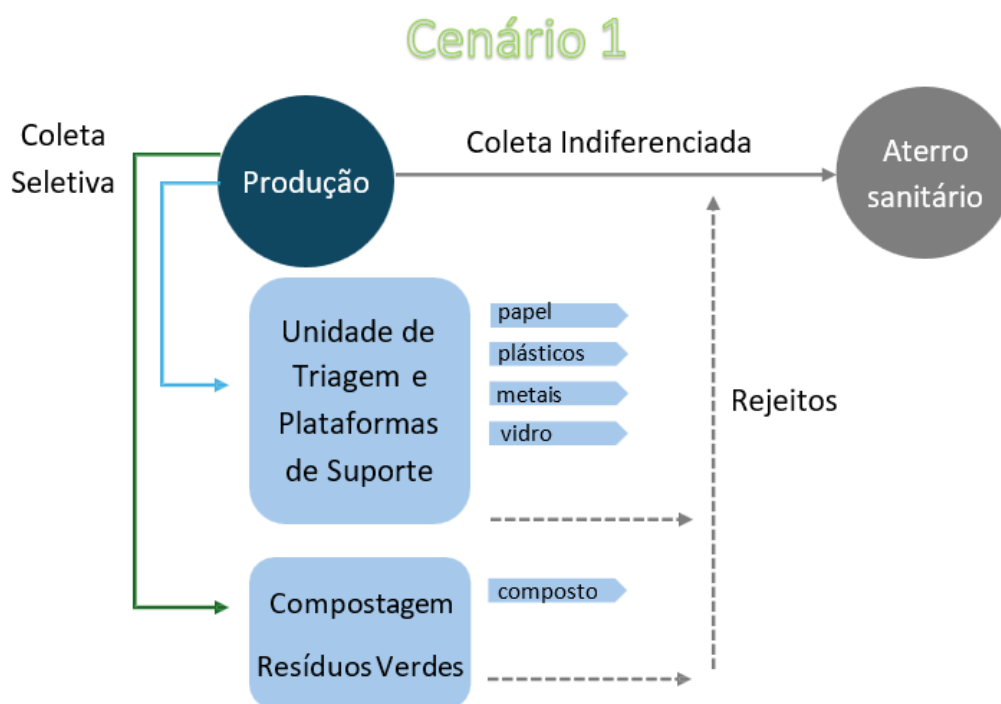 Cenário 1
Coleta
Seletiva
Produção
Coleta Indiferenciada
Aterro
sanitário
Unidade de
Triagem e
Plataformas
de Suporte
papel
plásticos
metais
vidro
Rejeitos
Compostagem
Resíduos Verdes
composto